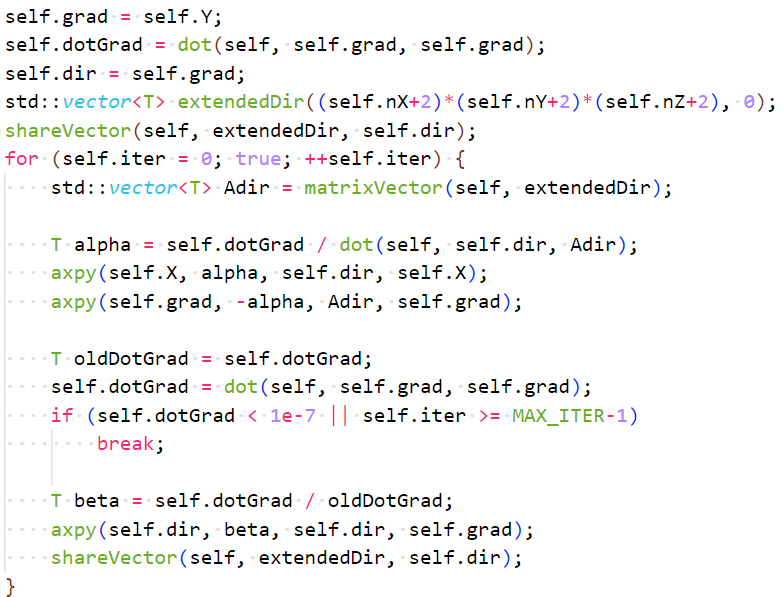 self.grad = self.Y;
self.dotGrad = dot(self, self.grad, self.grad);
self.dir = self.grad;
std::vector<T> extendedDir((self.nX+2)*(self.nY+2)*(self.nZ+2), 0);
shareVector(self, extendedDir, self.dir);
for (self.iter = 0; true; ++self.iter) {
    std::vector<T> Adir = matrixVector(self, extendedDir);

    T alpha = self.dotGrad / dot(self, self.dir, Adir);
    axpy(self.X, alpha, self.dir, self.X);
    axpy(self.grad, -alpha, Adir, self.grad);

    T oldDotGrad = self.dotGrad;
    self.dotGrad = dot(self, self.grad, self.grad);
    if (self.dotGrad < 1e-7 || self.iter >= MAX_ITER-1)
        break;

    T beta = self.dotGrad / oldDotGrad;
    axpy(self.dir, beta, self.dir, self.grad);
    shareVector(self, extendedDir, self.dir);
}